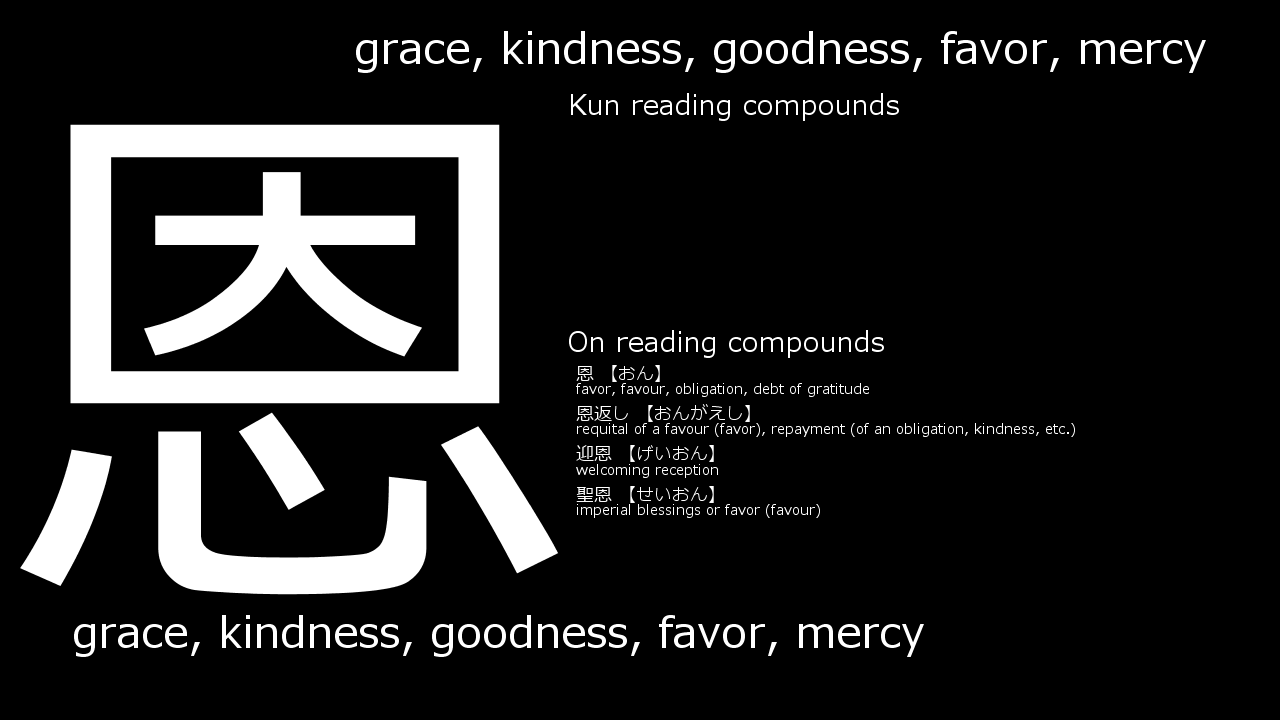 grace, kindness, goodness, favor, mercy
Kun reading compounds
恩
On reading compounds
恩 【おん】
favor, favour, obligation, debt of gratitude
恩返し 【おんがえし】
requital of a favour (favor), repayment (of an obligation, kindness, etc.)
迎恩 【げいおん】
welcoming reception
聖恩 【せいおん】
imperial blessings or favor (favour)
grace, kindness, goodness, favor, mercy